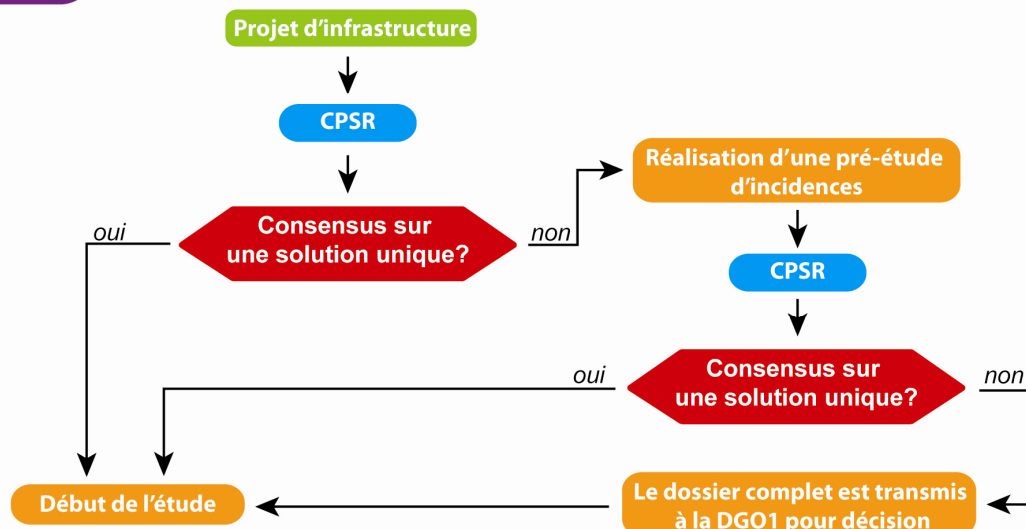 Projet d'infrastructure
CPSR
Consensus sur
une solution unique?
oui
non
Réalisation d'une pré-étude
d'incidences
CPSR
Consensus sur
une solution unique?
oui
non
Le dossier complet est transmis
à la DGO1 pour décision
Début de l'étude